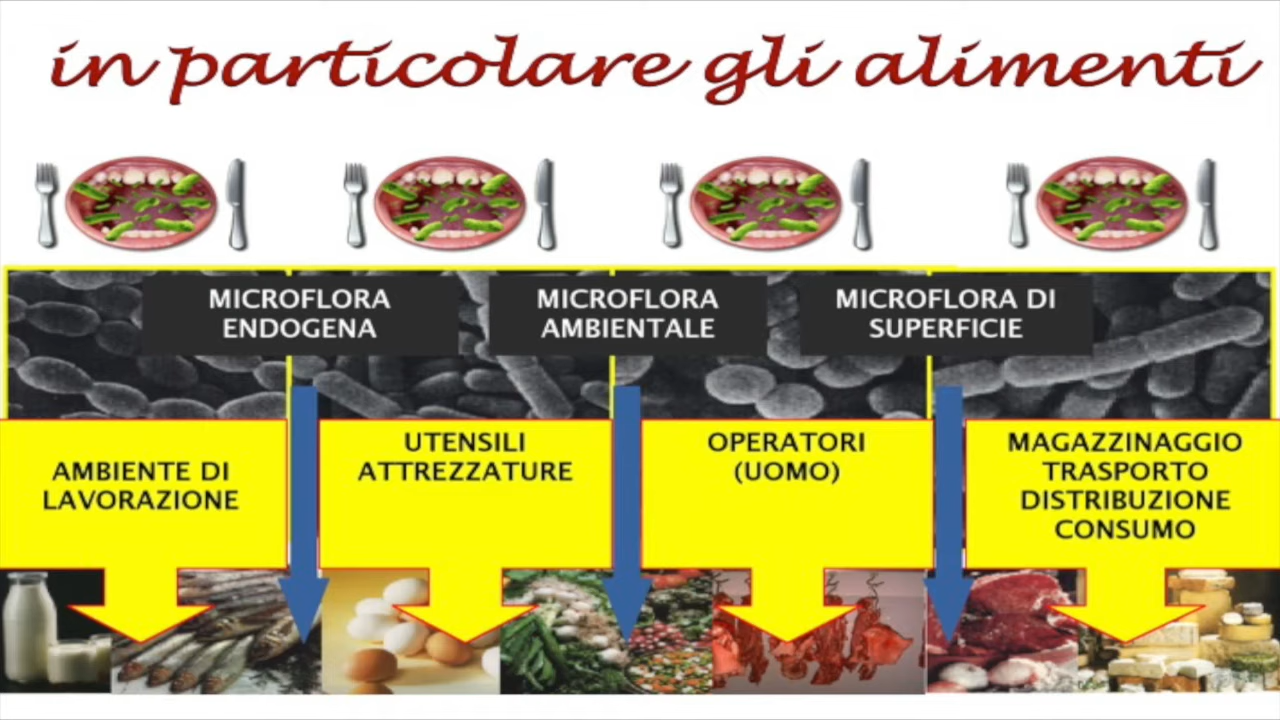 in particolare gli alimenti
MICROFLORA
ENDOGENA
MICROFLORA
AMBIENTALE
MICROFLORA DI
SUPERFICIE
AMBIENTE DI
LAVORAZIONE
UTENSILI
ATTREZZATURE
OPERATORI
(UOMO)
MAGAZZINAGGIO
TRASPORTO
DISTRIBUZIONE
CONSUMO